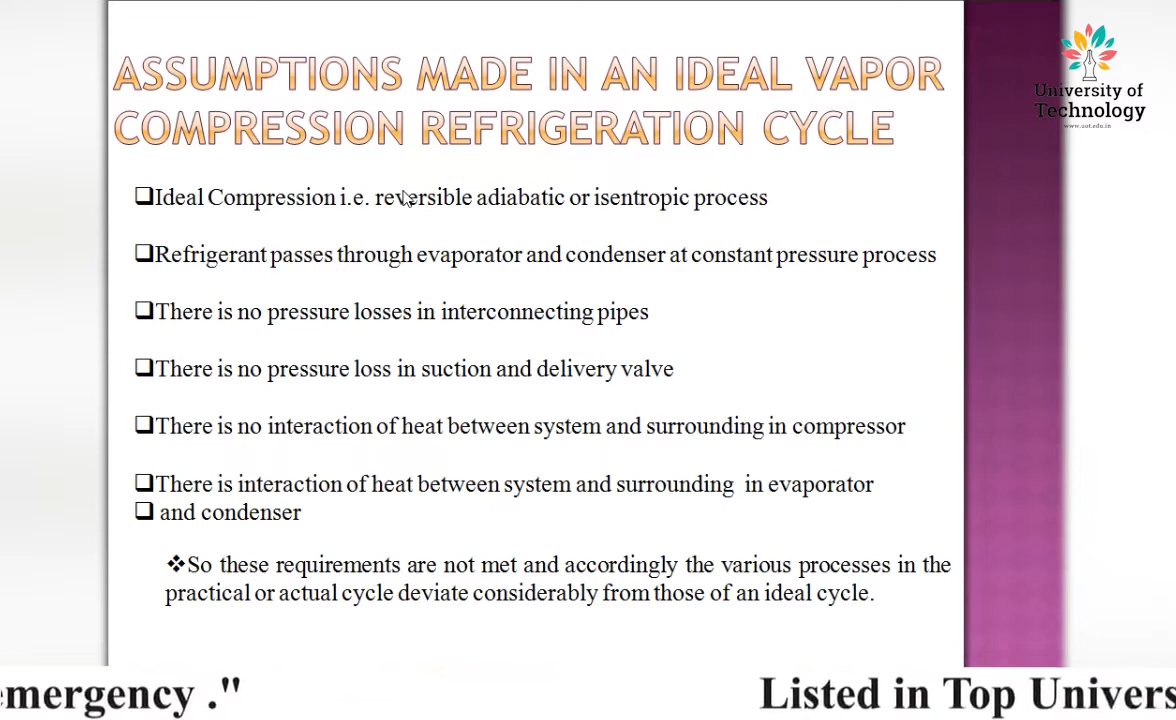 ASSUMPTIONS MADE IN AN IDEAL VAPOR
COMPRESSION REFRIGERATION CYCLE
University of
Technology
www.uot.edu.in
❑Ideal Compression i.e. reversible adiabatic or isentropic process
❑Refrigerant passes through evaporator and condenser at constant pressure process
❑There is no pressure losses in interconnecting pipes
❑There is no pressure loss in suction and delivery valve
❑There is no interaction of heat between system and surrounding in compressor
❑There is interaction of heat between system and surrounding in evaporator
❑ and condenser
❖So these requirements are not met and accordingly the various processes in the
practical or actual cycle deviate considerably from those of an ideal cycle.
emergency ." Listed in Top Univers